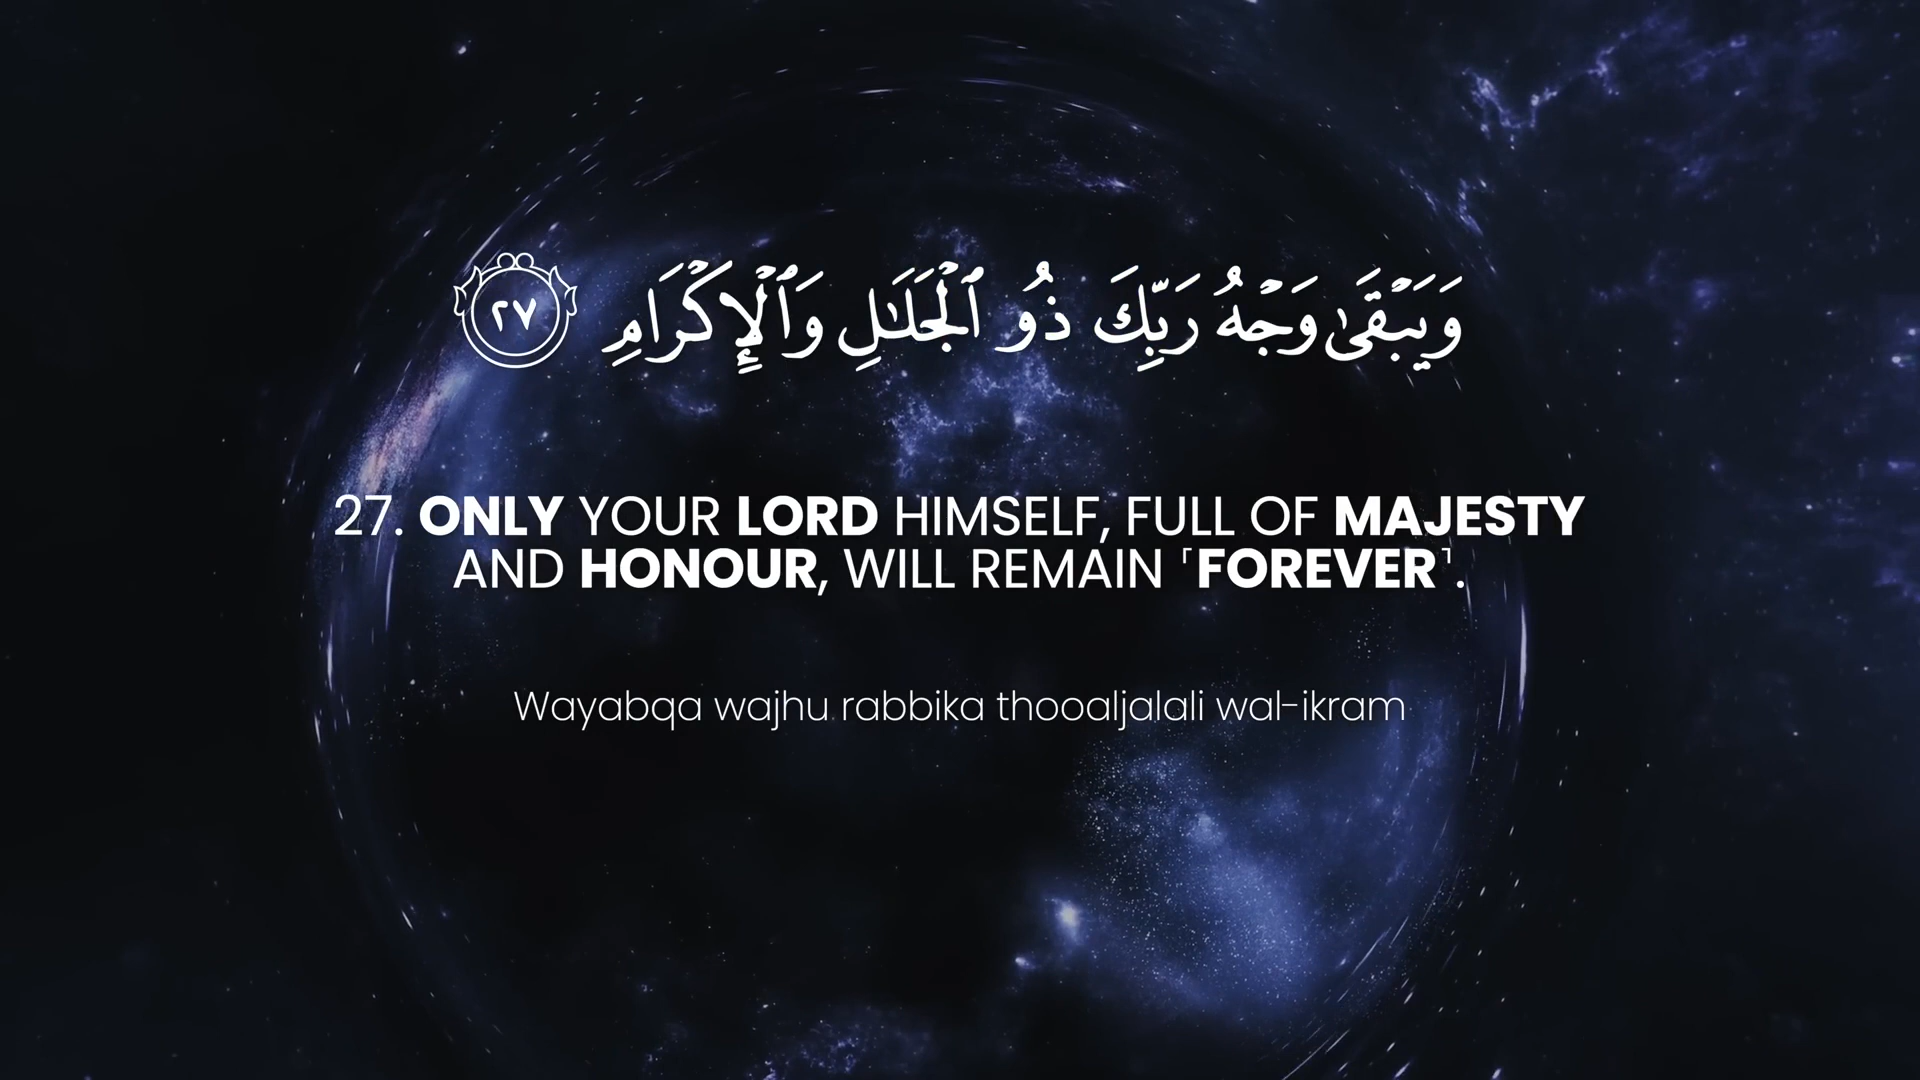 وَيَبْقَىٰ وَجْهُ رَبِّكَ ذُو ٱلْجَلَـٰلِ وَٱلْإِكْرَامِ ٢٧
27. ONLY YOUR LORD HIMSELF, FULL OF MAJESTY
AND HONOUR, WILL REMAIN ˹FOREVER˺.
Wayabqa wajhu rabbika thooaljalali wal-ikram